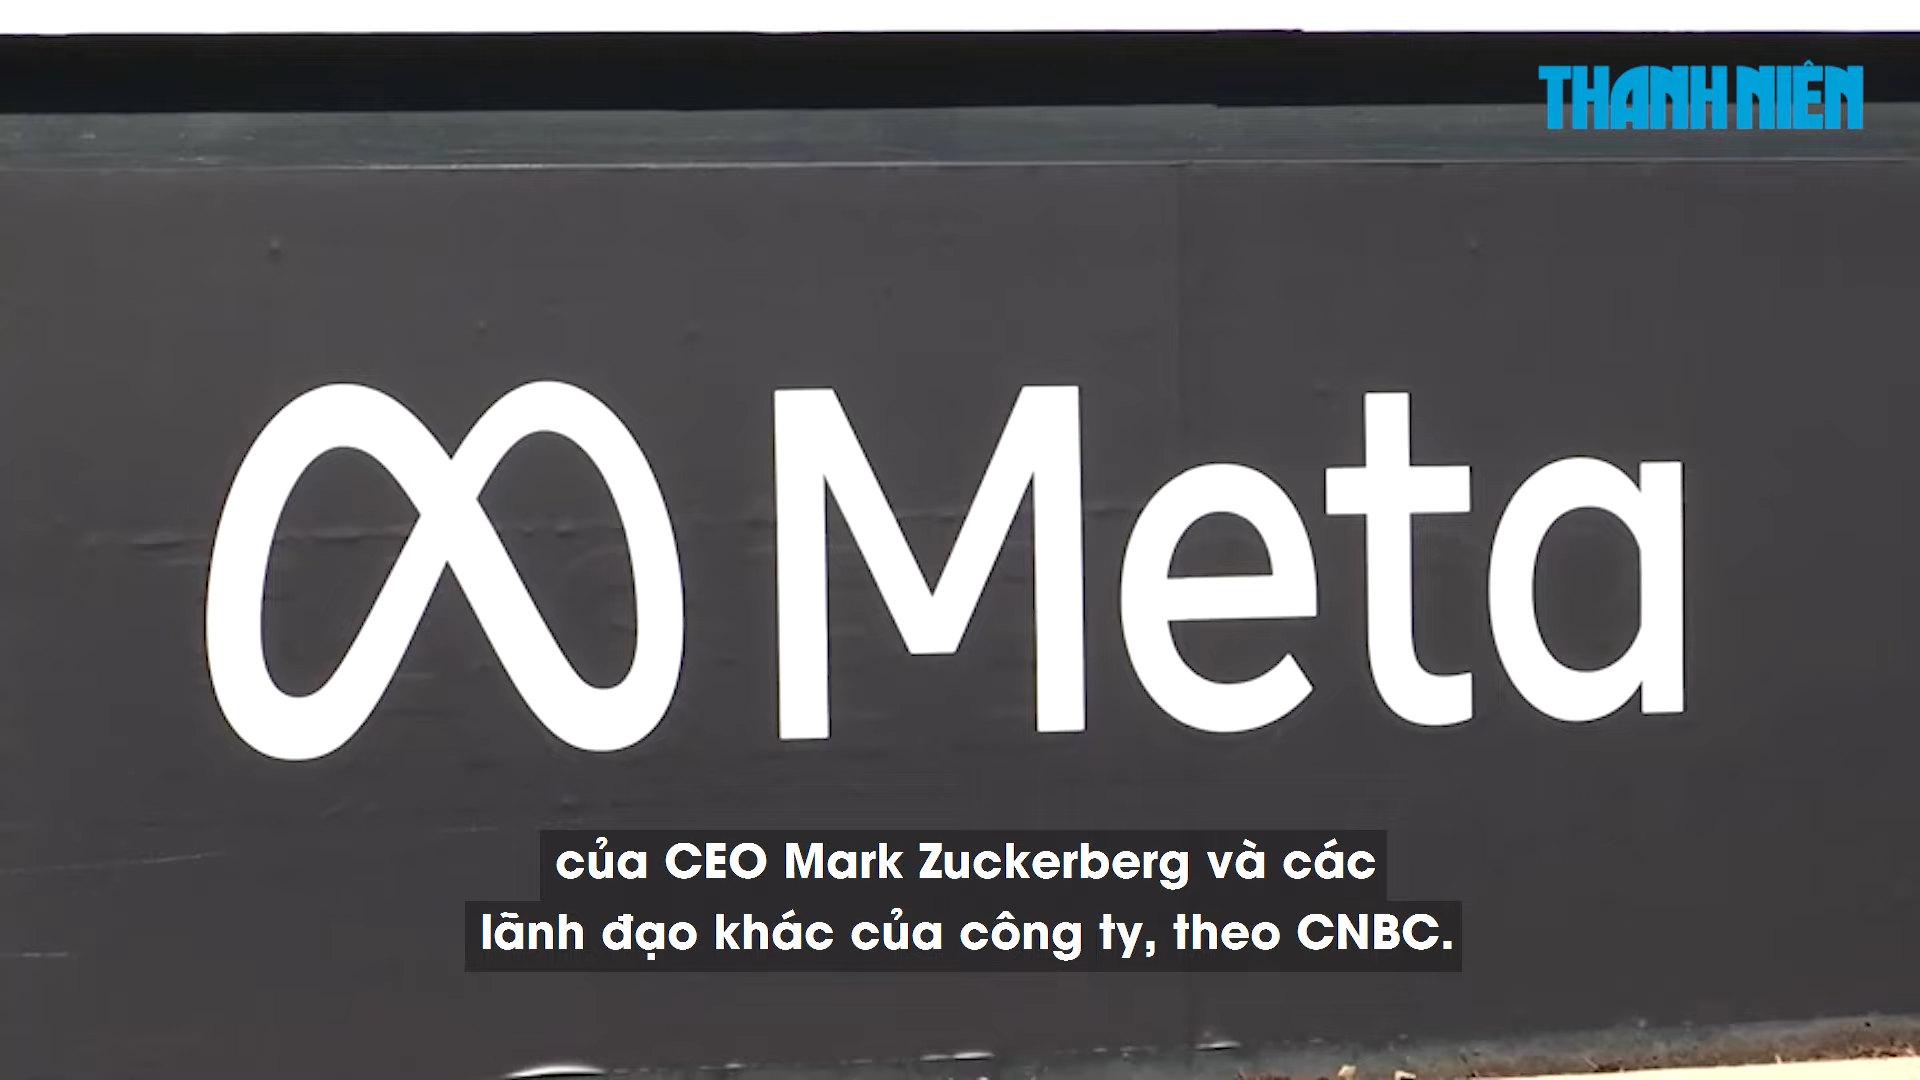 THANH NIÊN
Meta
của CEO Mark Zuckerberg và các
lãnh đạo khác của công ty, theo CNBC.